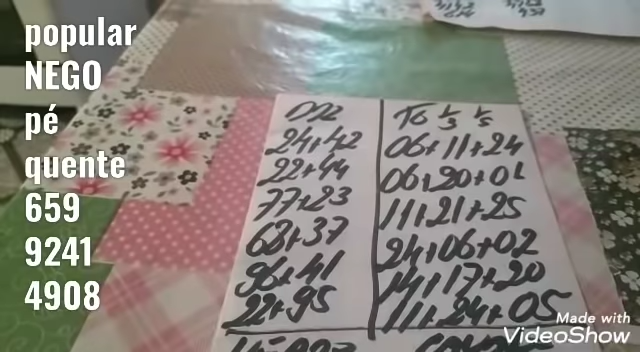 popular
NEGO
pé
quente
659
9241
4908
DDZ
24+42
22+44
77+23
68+37
96+41
22+95
TG 1/3 1/5
06+11+24
06+20+01
11+21+25
24+06+02
14+17+20
11+24+05
Made with
VideoShow